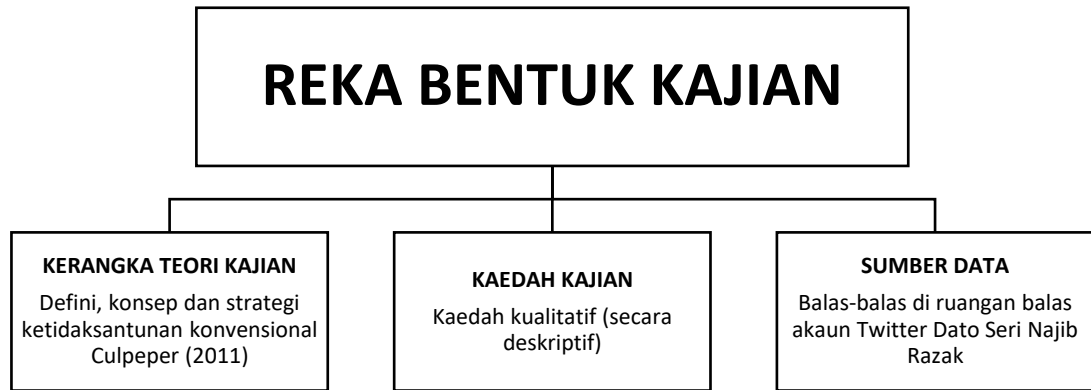 REKA BENTUK KAJIAN
KERANGKA TEORI KAJIAN
Defini, konsep dan strategi
ketidaksantunan konvensional
Culpeper (2011)
KAEDAH KAJIAN
Kaedah kualitatif (secara
deskriptif)
SUMBER DATA
Balas-balas di ruangan balas
akaun Twitter Dato Seri Najib
Razak